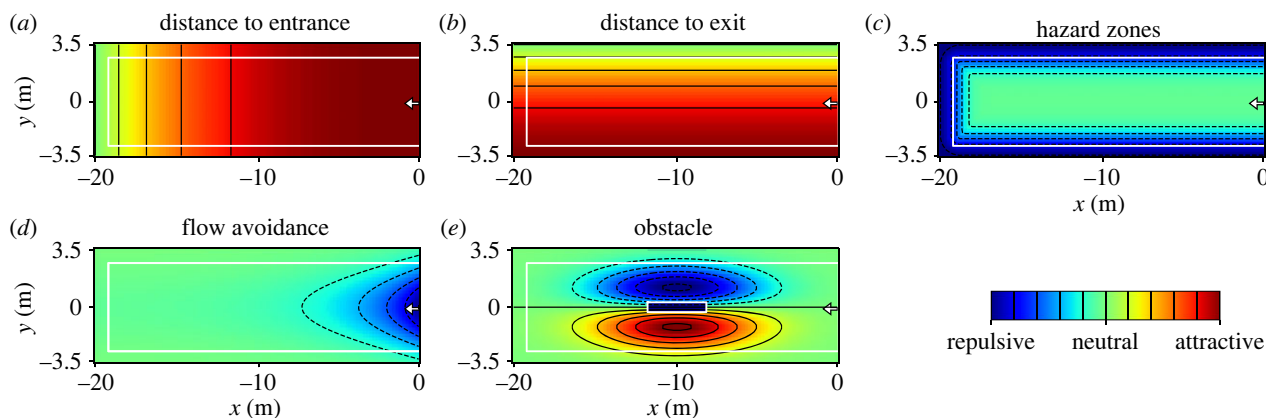 (a) distance to entrance
(b) distance to exit
(c) hazard zones
3.5
0
−3.5
y (m)
−20 −10 0
3.5
0
−3.5
−20 −10 0
3.5
0
−3.5
−20 −10 0
x (m)
(d) flow avoidance
(e) obstacle
3.5
0
−3.5
y (m)
−20 −10 0
x (m)
3.5
0
−3.5
−20 −10 0
x (m)
repulsive neutral attractive